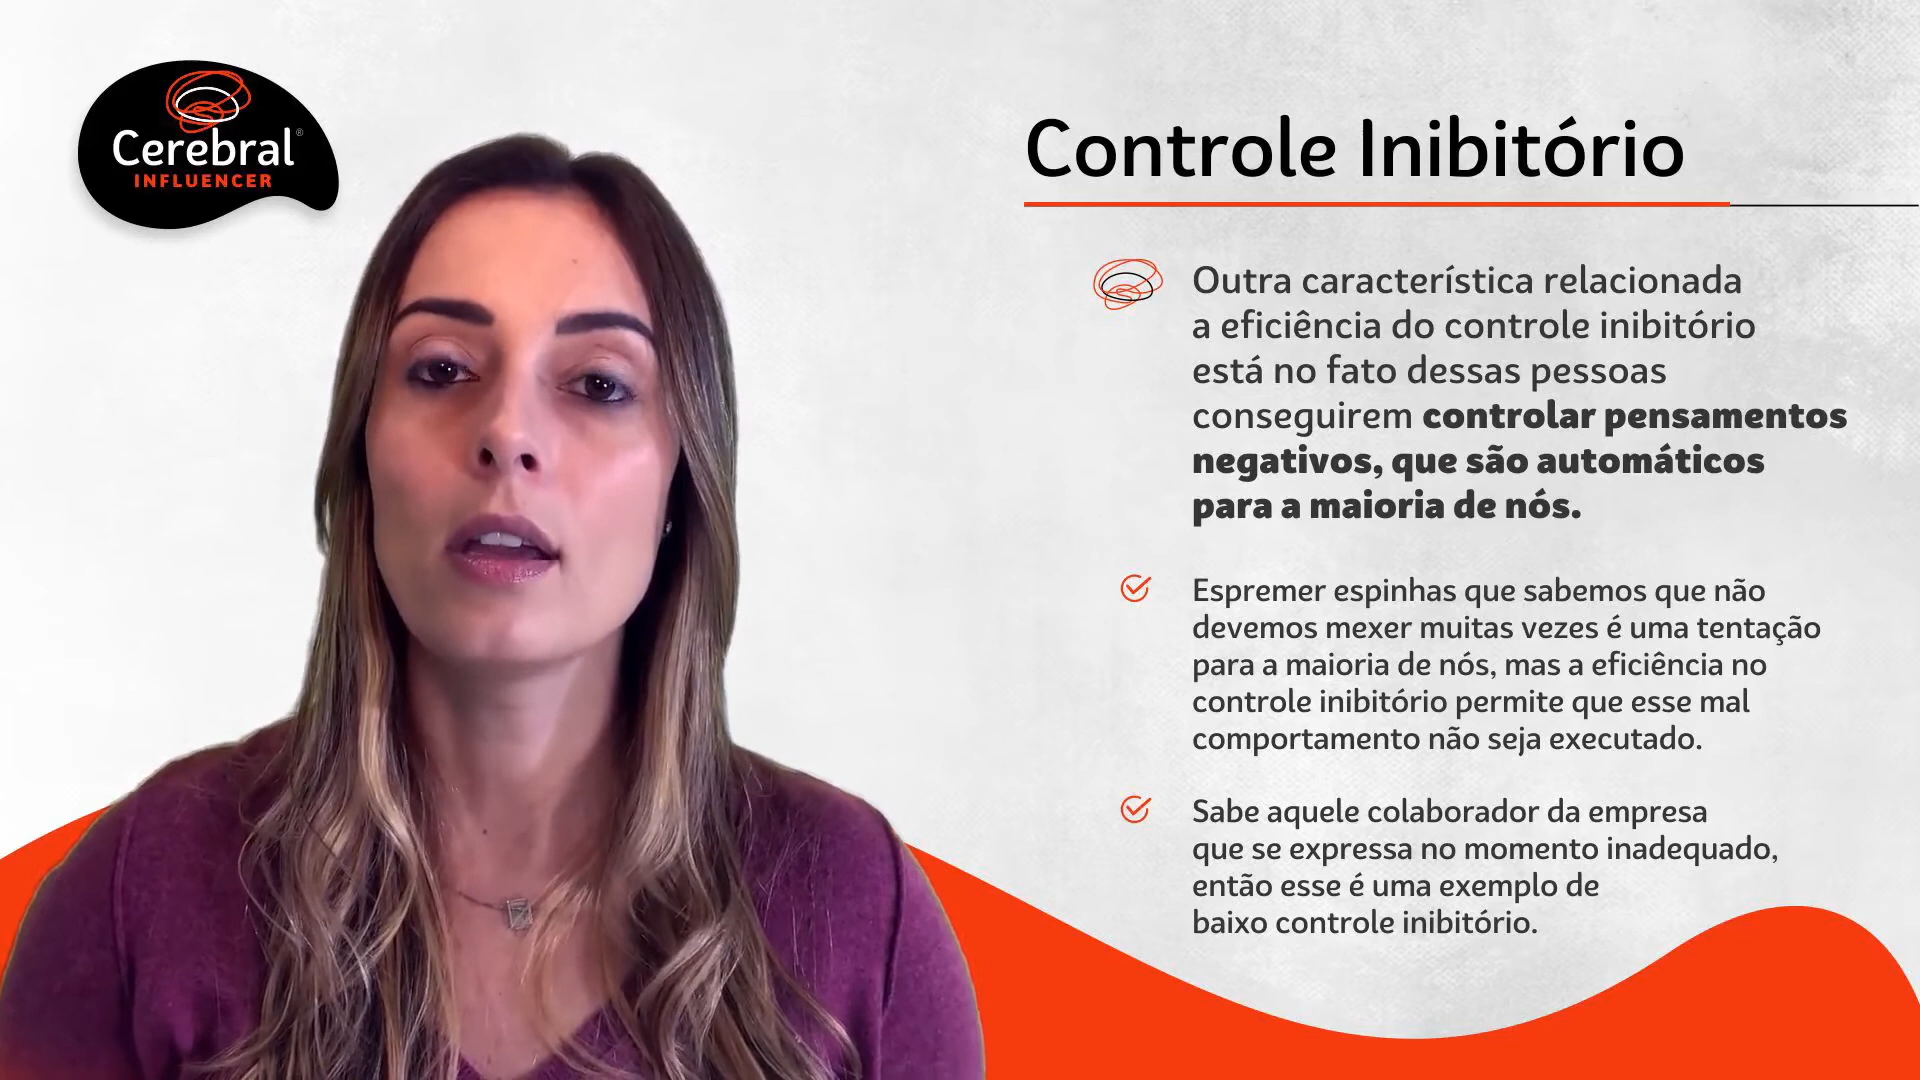 Cerebral®
INFLUENCER
Controle Inibitório
Outra característica relacionada
a eficiência do controle inibitório
está no fato dessas pessoas
conseguirem controlar pensamentos
negativos, que são automáticos
para a maioria de nós.
Espremer espinhas que sabemos que não
devemos mexer muitas vezes é uma tentação
para a maioria de nós, mas a eficiência no
controle inibitório permite que esse mal
comportamento não seja executado.
Sabe aquele colaborador da empresa
que se expressa no momento inadequado,
então esse é uma exemplo de
baixo controle inibitório.